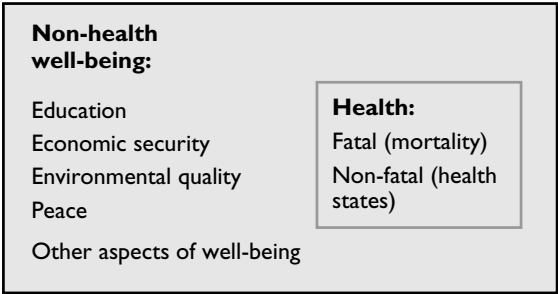 Non-health
well-being:
Education
Economic security
Environmental quality
Peace
Other aspects of well-being
Health:
Fatal (mortality)
Non-fatal (health
states)